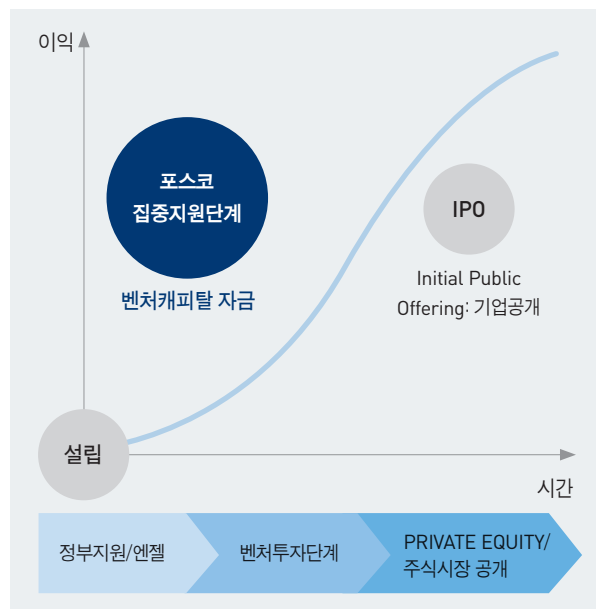 이익
포스코
집중지원단계
벤처캐피탈 자금
IPO
Initial Public
Offering: 기업공개
설립
시간
정부지원/엔젤
벤처투자단계
PRIVATE EQUITY/
주식시장 공개